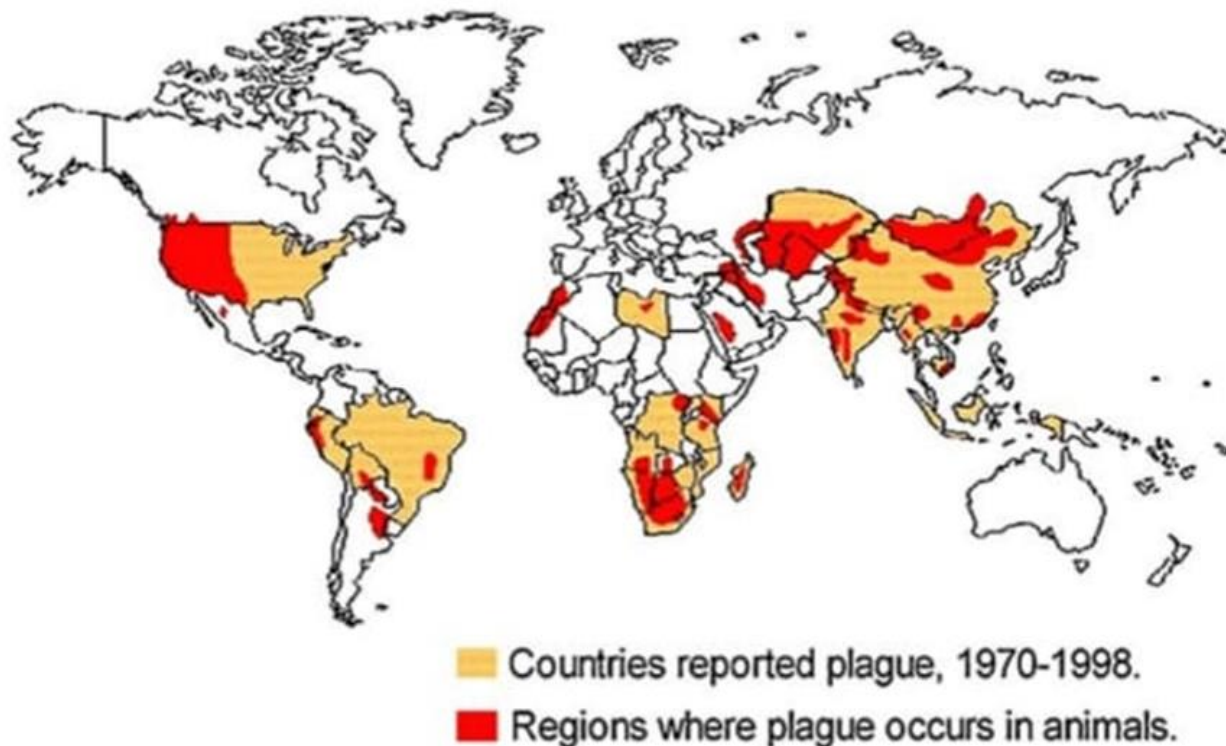 Countries reported plague, 1970-1998.
Regions where plague occurs in animals.